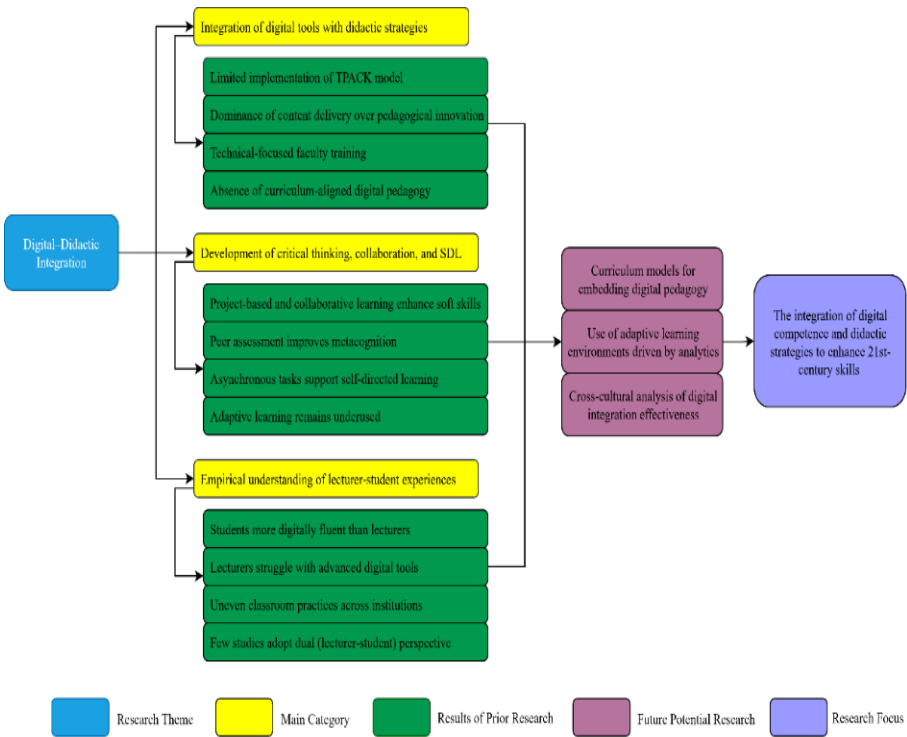 Integration of digital tools with didactic strategies
Limited implementation of TPACK model
Dominance of content delivery over pedagogical innovation
Technical-focused faculty training
Absence of curriculum-aligned digital pedagogy
Digital–Didactic
Integration
Development of critical thinking, collaboration, and SDL
Project-based and collaborative learning enhance soft skills
Peer assessment improves metacognition
Asynchronous tasks support self-directed learning
Adaptive learning remains underused
Empirical understanding of lecturer-student experiences
Students more digitally fluent than lecturers
Lecturers struggle with advanced digital tools
Uneven classroom practices across institutions
Few studies adopt dual (lecturer-student) perspective
Curriculum models for
embedding digital pedagogy
Use of adaptive learning
environments driven by analytics
Cross-cultural analysis of digital
integration effectiveness
The integration of digital
competence and didactic
strategies to enhance 21st-
century skills
Research Theme
Main Category
Results of Prior Research
Future Potential Research
Research Focus